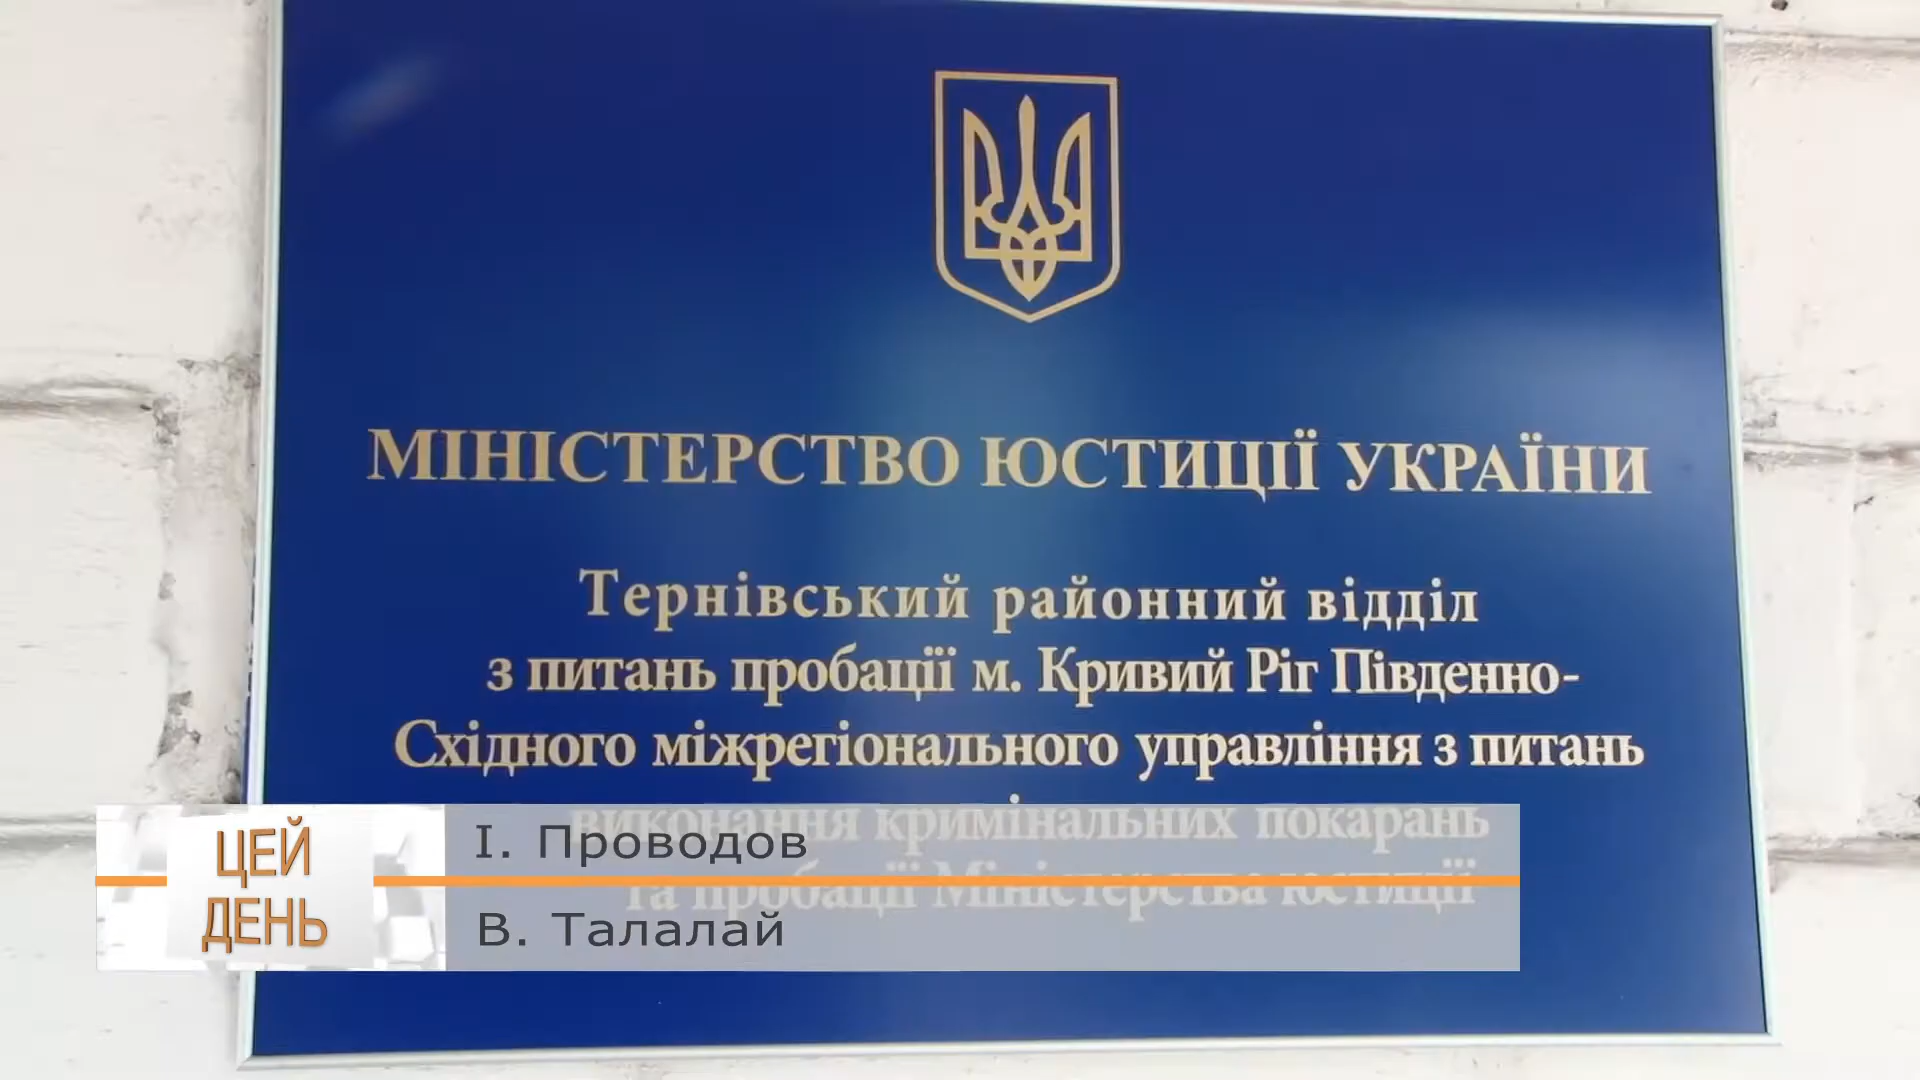 МІНІСТЕРСТВО ЮСТИЦІЇ УКРАЇНИ
Тернівський районний відділ
з питань пробації м. Кривий Ріг Південно-
Східного міжрегіонального управління з питань
виконання кримінальних покарань
та пробації Міністерства юстиції
ЦЕЙ
ДЕНЬ
І. Проводов
В. Талалай